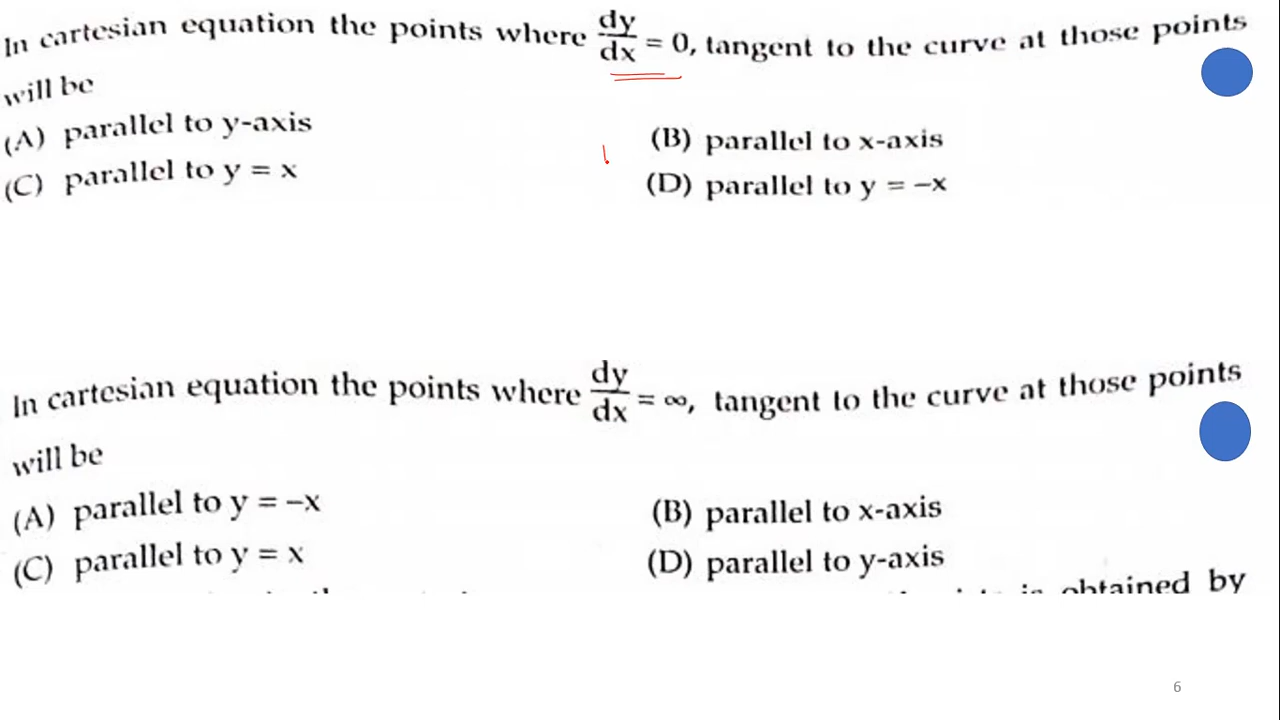 In cartesian equation the points where dy/dx = 0, tangent to the curve at those points
will be
(A) parallel to y-axis
(B) parallel to x-axis
(C) parallel to y = x
(D) parallel to y = –x
In cartesian equation the points where dy/dx = ∞, tangent to the curve at those points
will be
(A) parallel to y = –x
(B) parallel to x-axis
(C) parallel to y = x
(D) parallel to y-axis
obtained by
6